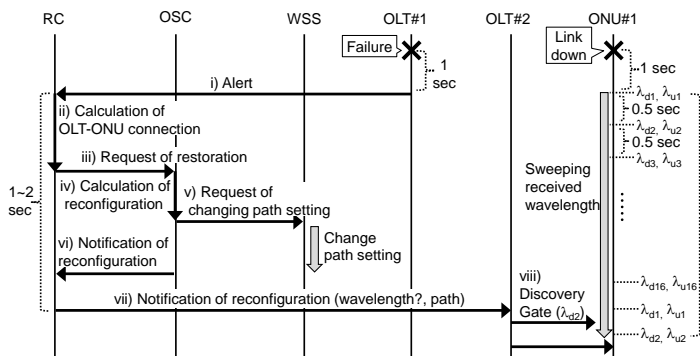 RC
OSC
WSS
OLT#1
OLT#2
ONU#1
Failure
Link
down
1
sec
1 sec
i) Alert
λd1, λu1
ii) Calculation of
OLT-ONU connection
0.5 sec
λd2, λu2
0.5 sec
iii) Request of restoration
λd3, λu3
1~2
sec
iv) Calculation of
reconfiguration
v) Request of
changing path setting
Sweeping
received
wavelength
vi) Notification of
reconfiguration
Change
path setting
λd16, λu16
vii) Notification of reconfiguration (wavelength?, path)
viii)
Discovery
Gate (λd2)
λd1, λu1
λd2, λu2